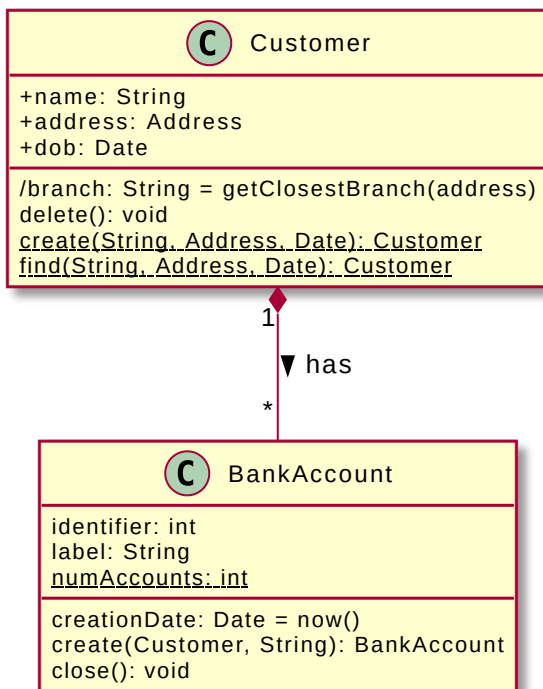 C Customer
+name: String
+address: Address
+dob: Date
/branch: String = getClosestBranch(address)
delete(): void
create(String, Address, Date): Customer
find(String, Address, Date): Customer
1
has
*
C BankAccount
identifier: int
label: String
numAccounts: int
creationDate: Date = now()
create(Customer, String): BankAccount
close(): void